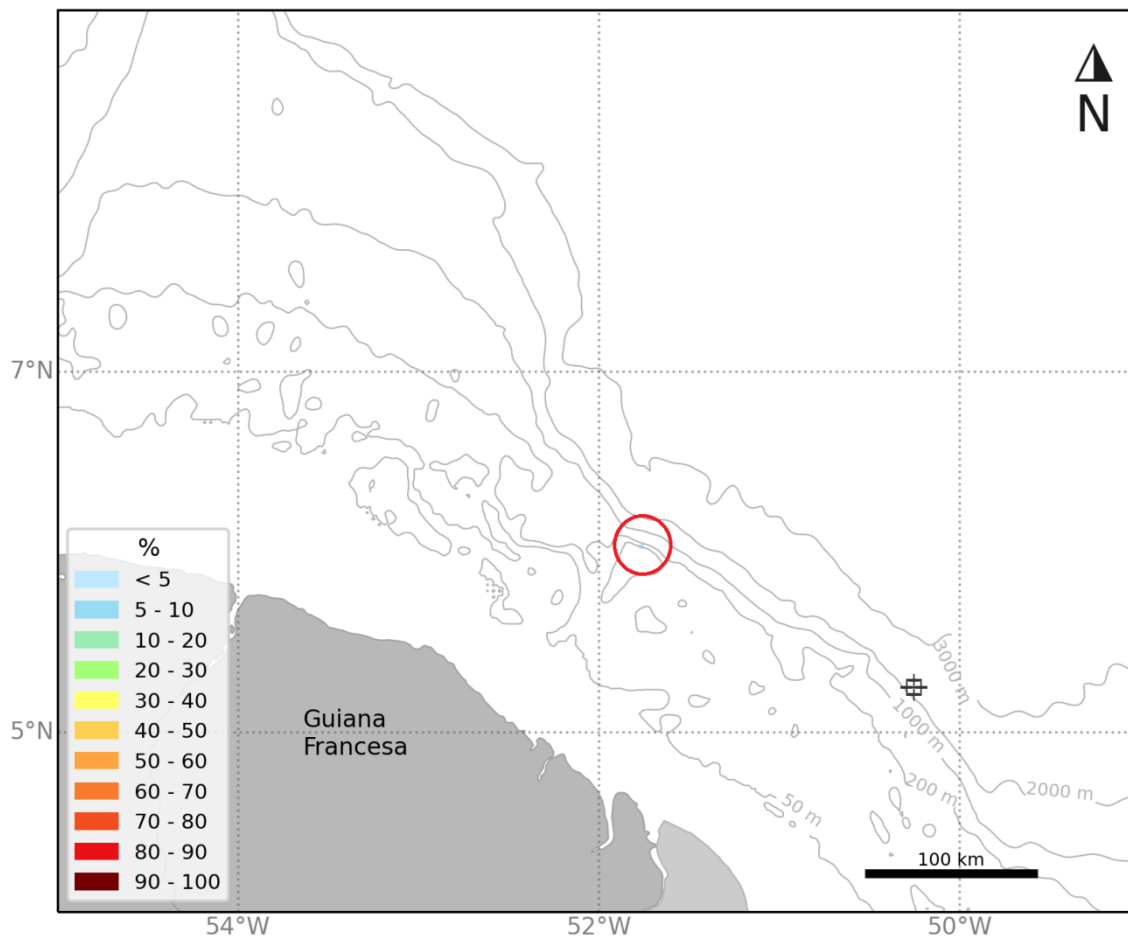 N
7°N
3000 m
5°N
1000 m
2000 m
200 m
50 m
Guiana
Francesa
%
< 5
5 - 10
10 - 20
20 - 30
30 - 40
40 - 50
50 - 60
60 - 70
70 - 80
80 - 90
90 - 100
100 km
54°W
52°W
50°W